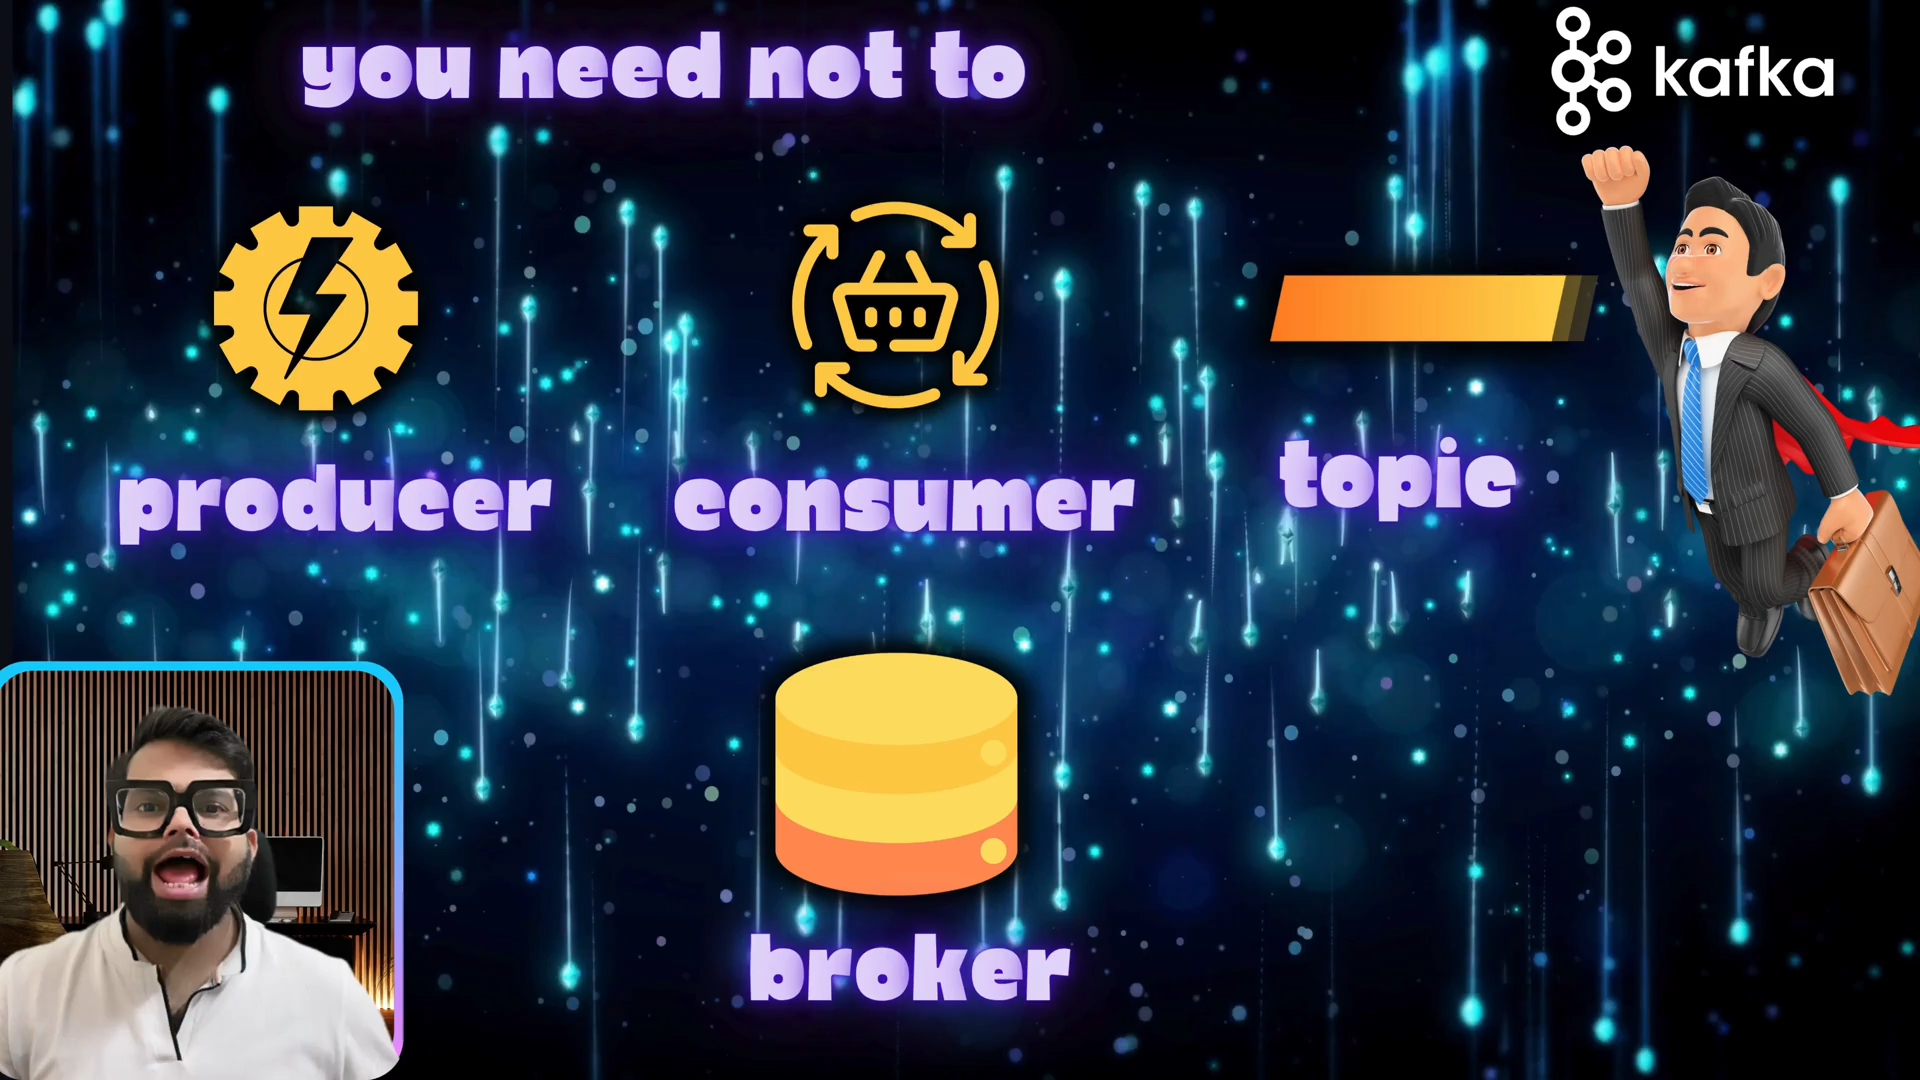 you need not to
kafka
producer
consumer
topic
broker